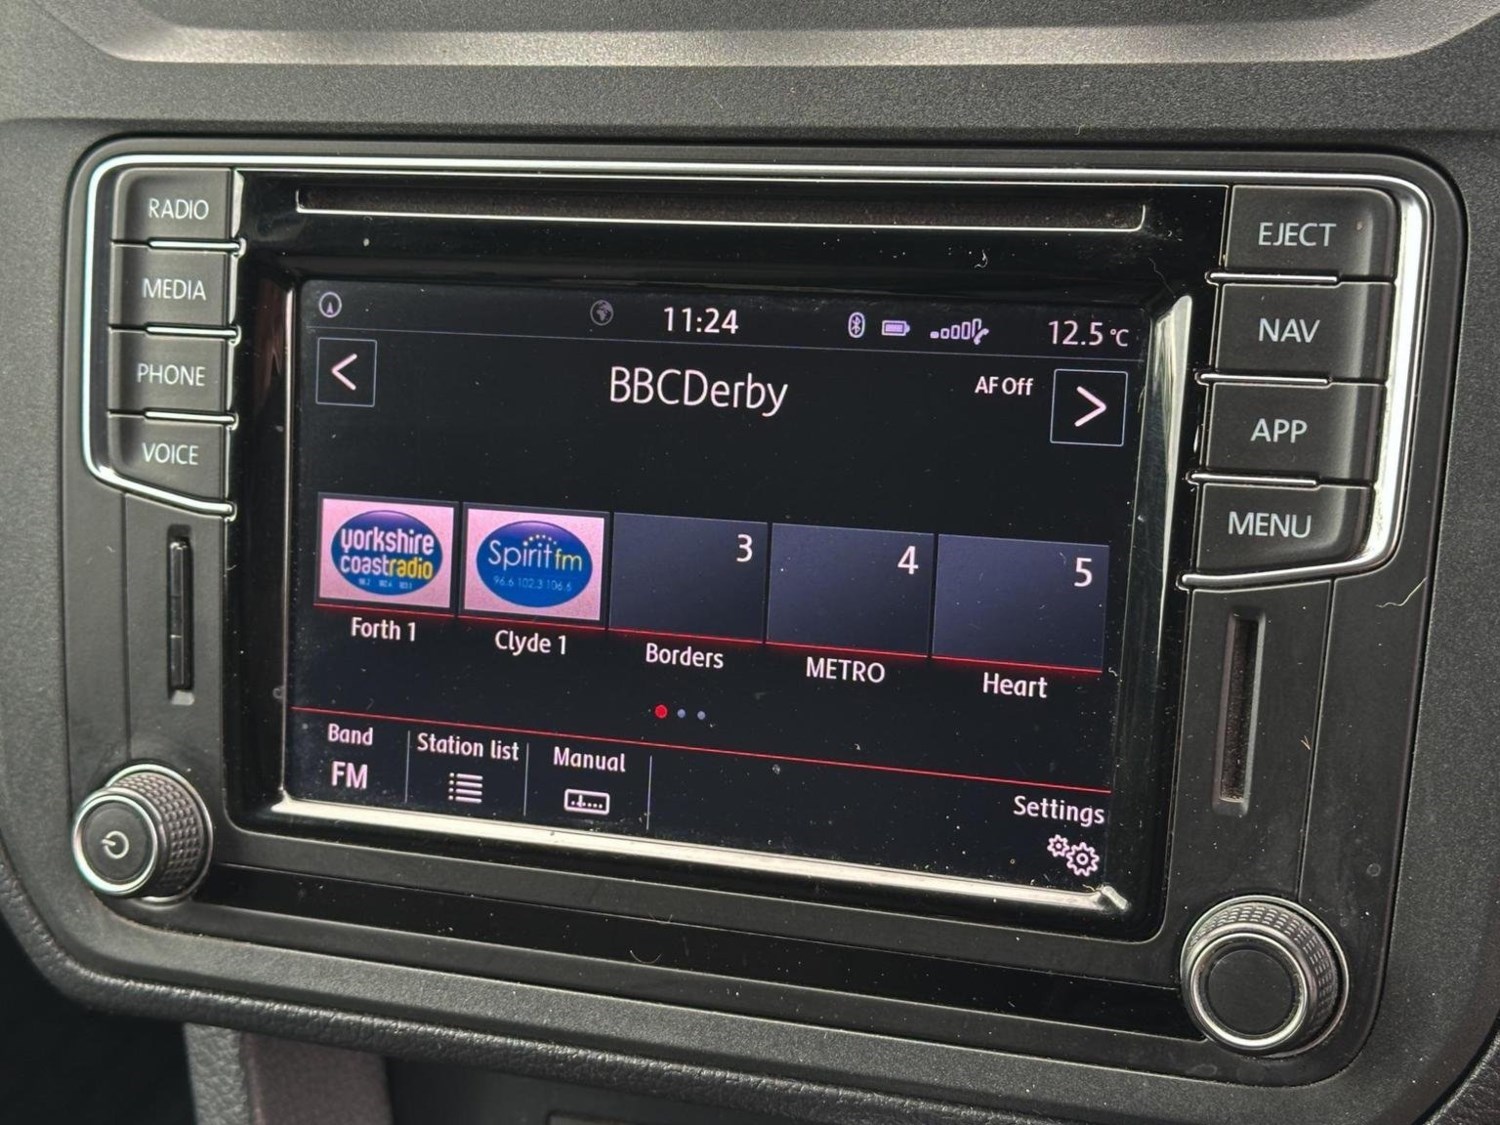 RADIO
MEDIA
PHONE
VOICE
EJECT
NAV
APP
MENU
11:24
12.5 °C
BBCDerby
AF Off
yorkshire
coastradio
Spirit fm
96.6 102.3 106.6
3
4
5
Forth 1
Clyde 1
Borders
METRO
Heart
Band
FM
Station list
Manual
Settings